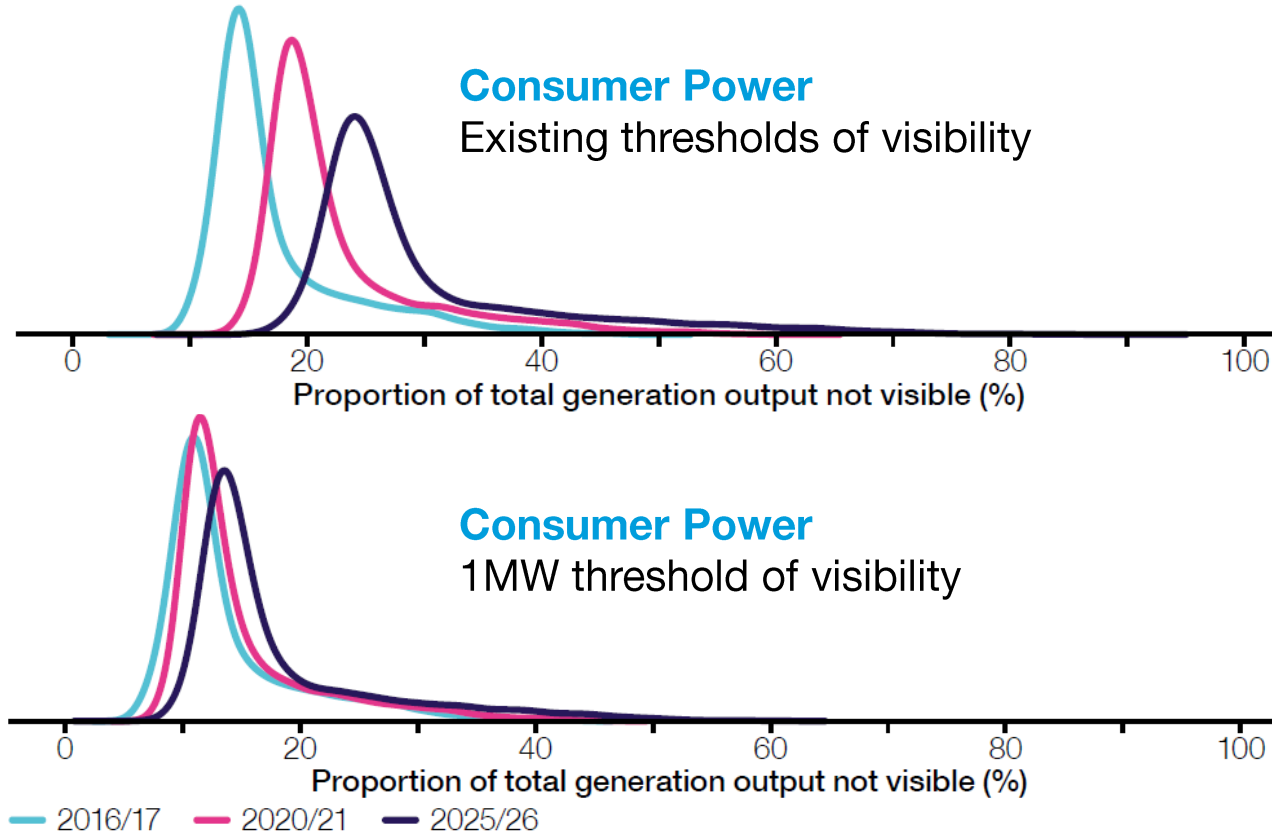 Consumer Power
Existing thresholds of visibility
0 20 40 60 80 100
Proportion of total generation output not visible (%)
Consumer Power
1MW threshold of visibility
0 20 40 60 80 100
Proportion of total generation output not visible (%)
2016/17 2020/21 2025/26